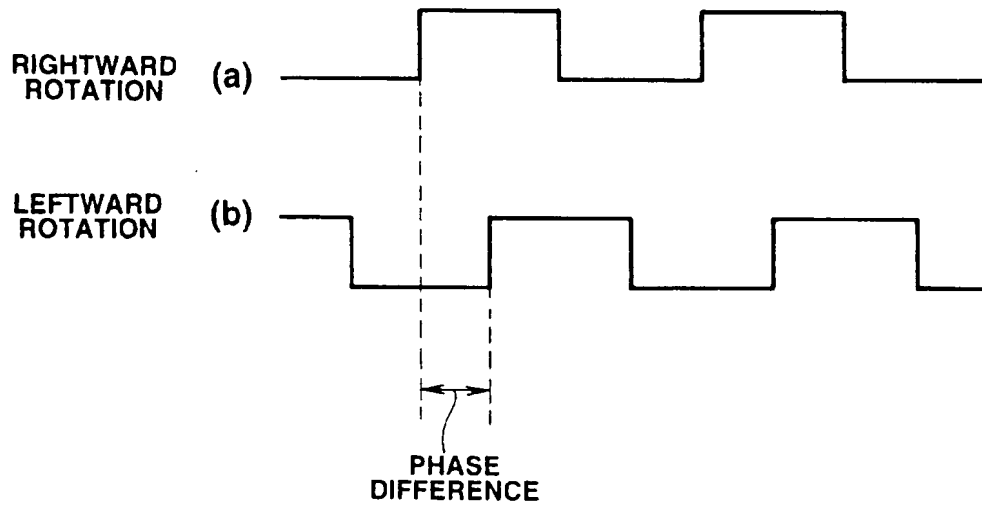 RIGHTWARD
ROTATION (a)
LEFTWARD
ROTATION (b)
PHASE
DIFFERENCE